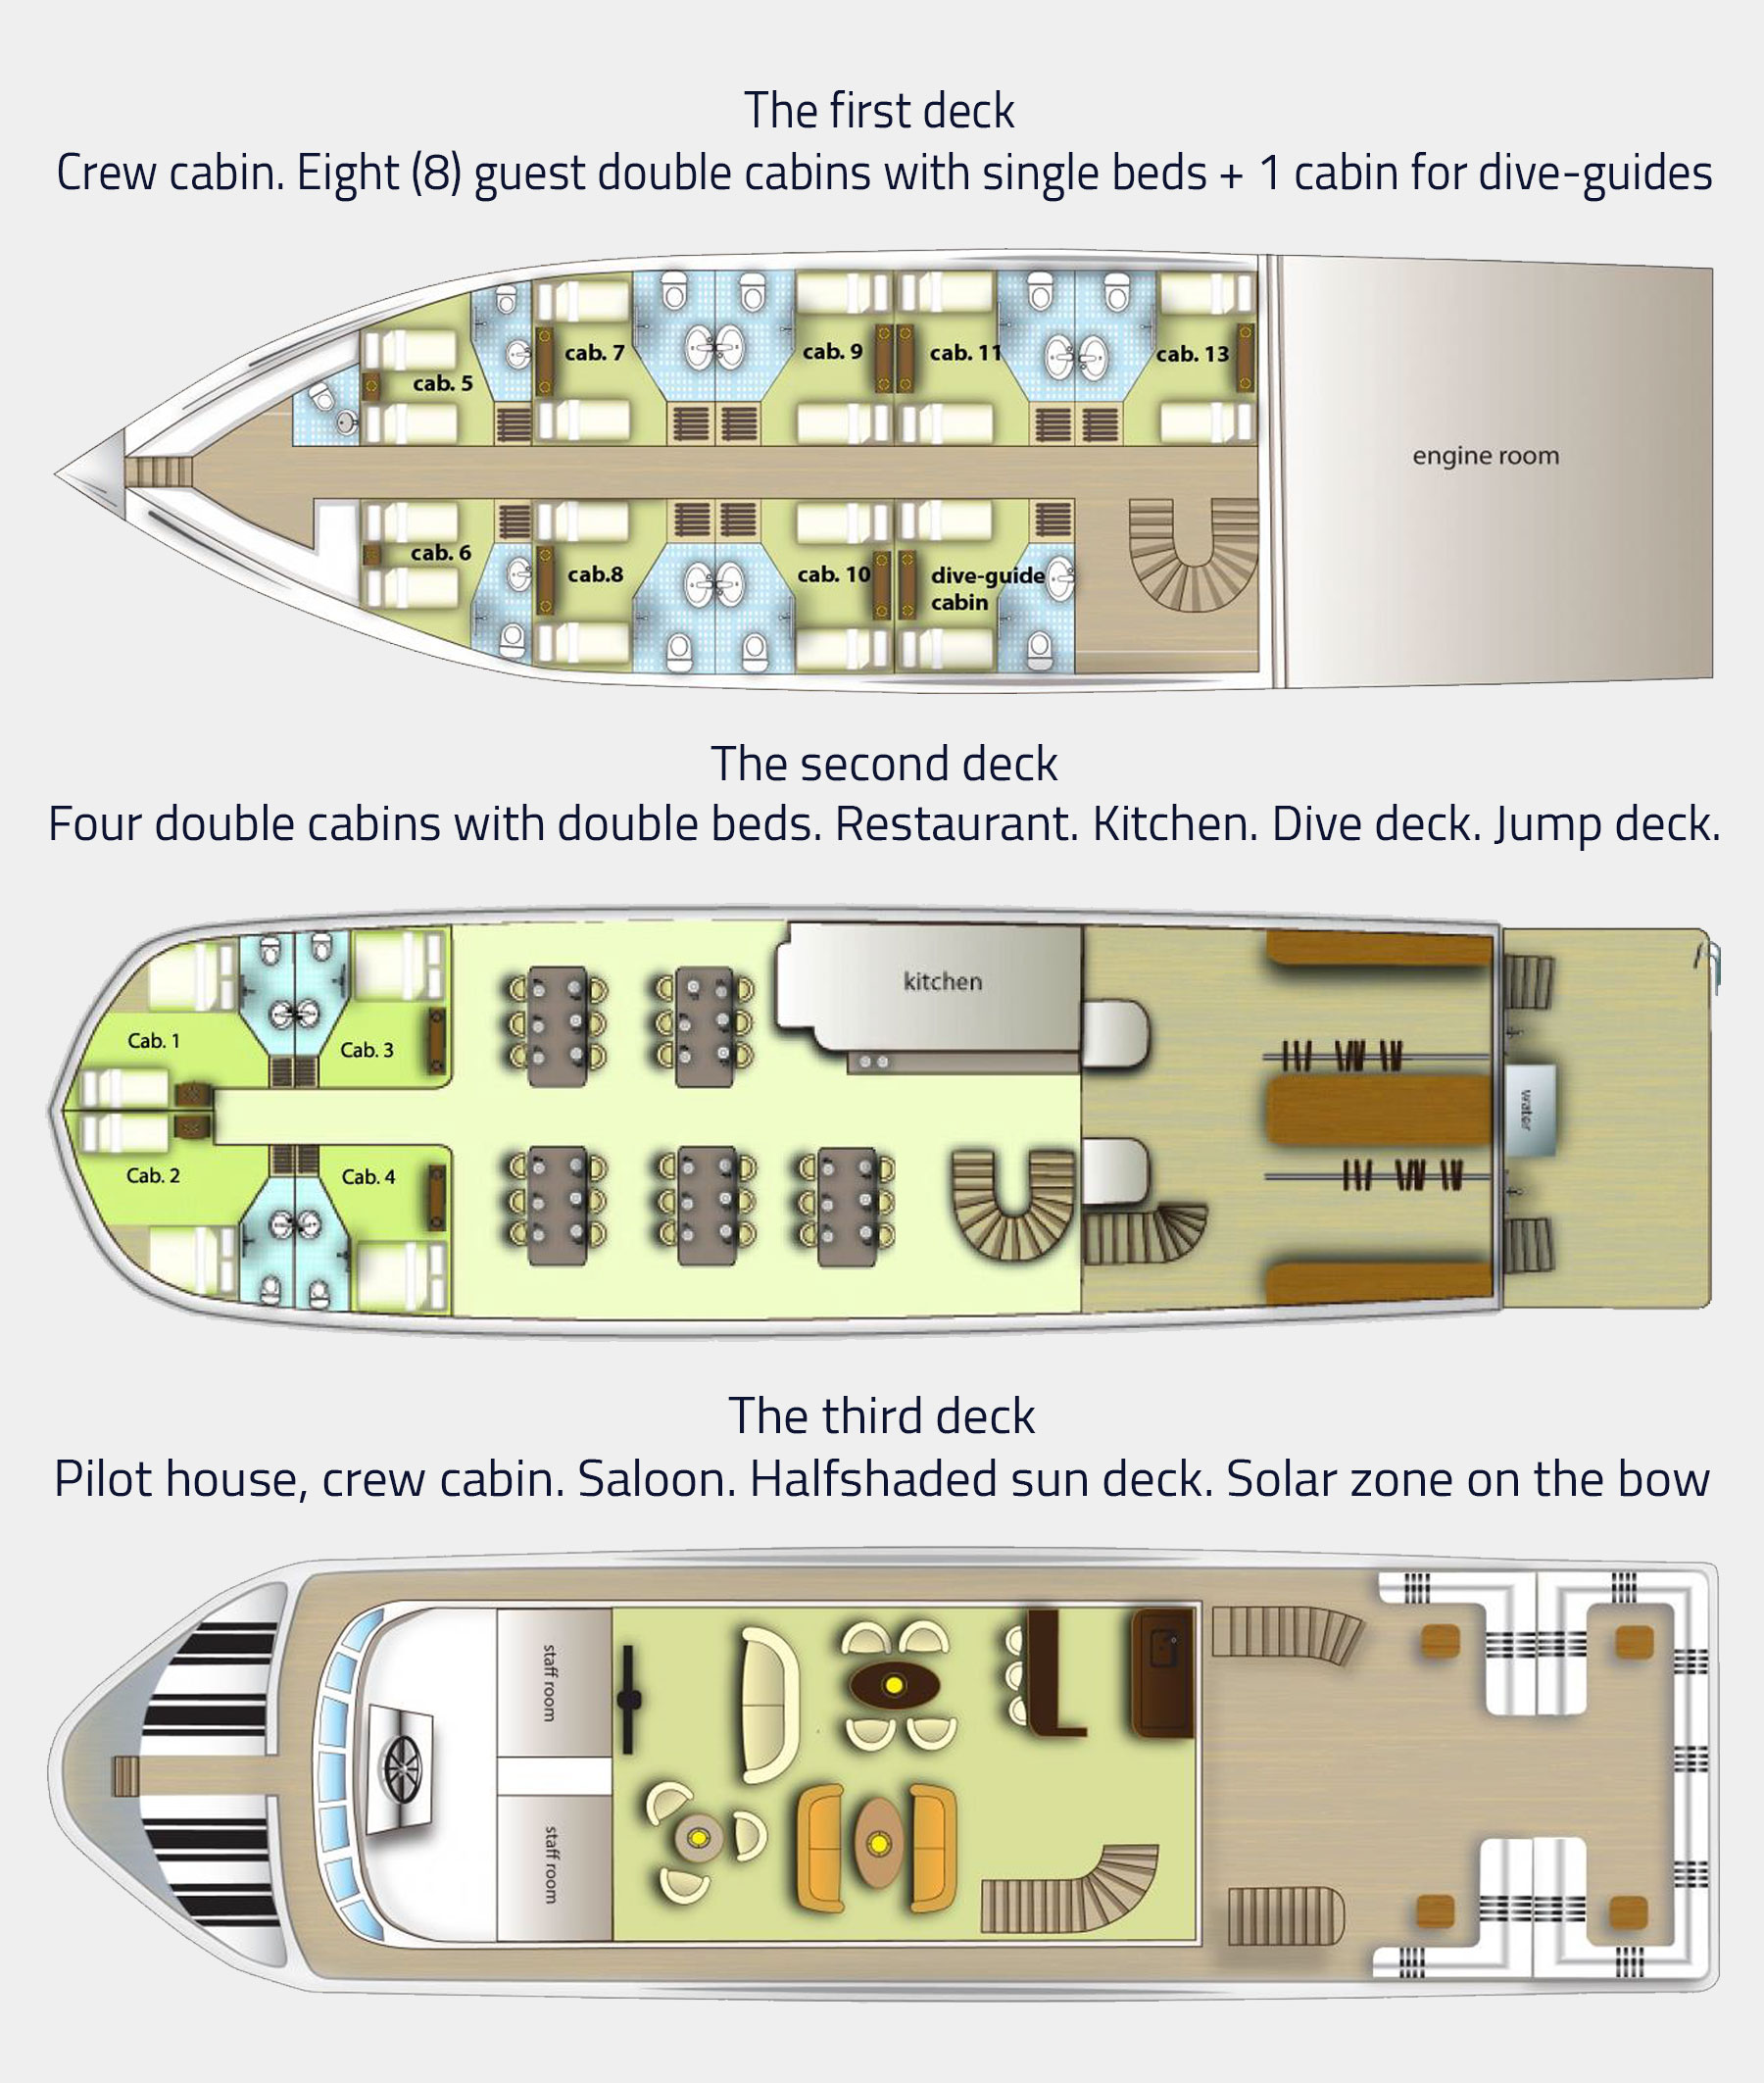 The first deck
Crew cabin. Eight (8) guest double cabins with single beds + 1 cabin for dive-guides
cab. 5
cab. 7
cab. 9
cab. 11
cab. 13
engine room
cab. 6
cab.8
cab. 10
dive-guide
cabin
The second deck
Four double cabins with double beds. Restaurant. Kitchen. Dive deck. Jump deck.
kitchen
Cab. 1
Cab. 3
water
Cab. 2
Cab. 4
The third deck
Pilot house, crew cabin. Saloon. Halfshaded sun deck. Solar zone on the bow
staff room
staff room